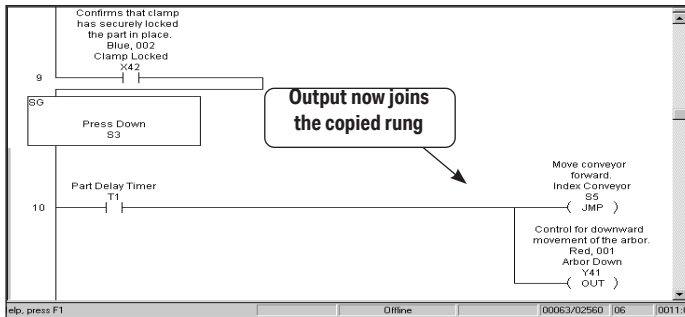 Confirms that clamp
has securely locked
the part in place.
Blue, 002
Clamp Locked
X42
9
SG
Press Down
S3
Output now joins
the copied rung
Part Delay Timer
T1
10
Move conveyor
forward.
Index Conveyor
S5
( JMP )
Control for downward
movement of the arbor.
Red, 001
Arbor Down
Y41
( OUT )
elp, press F1
Offline
00063/02560
06